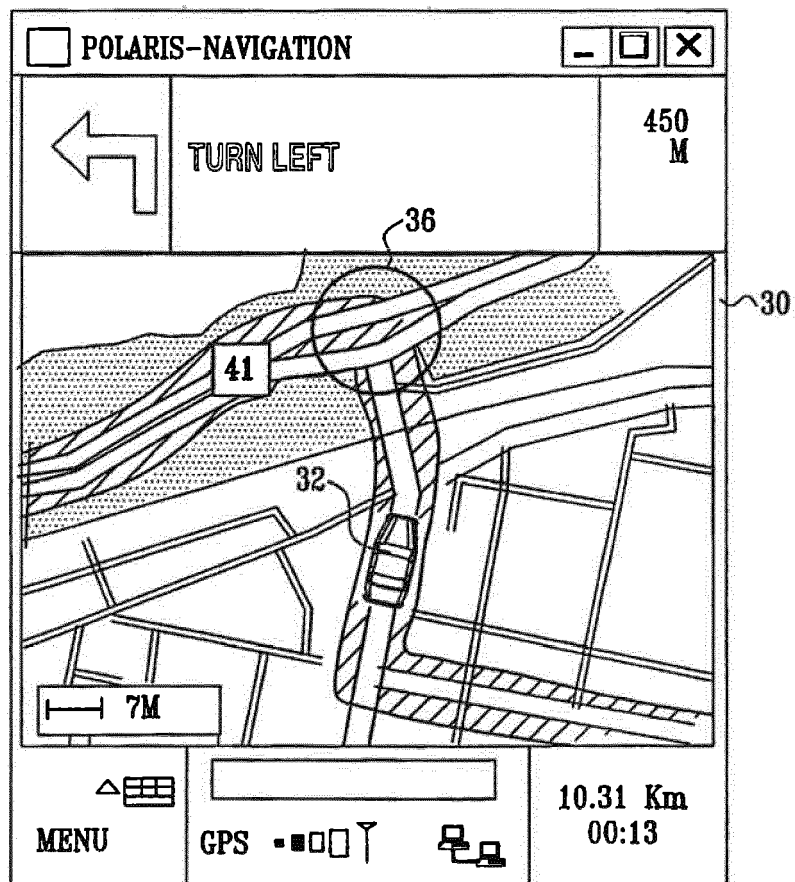 POLARIS-NAVIGATION
TURN LEFT
450
M
36
30
41
32
7M
MENU
GPS
10.31 Km
00:13